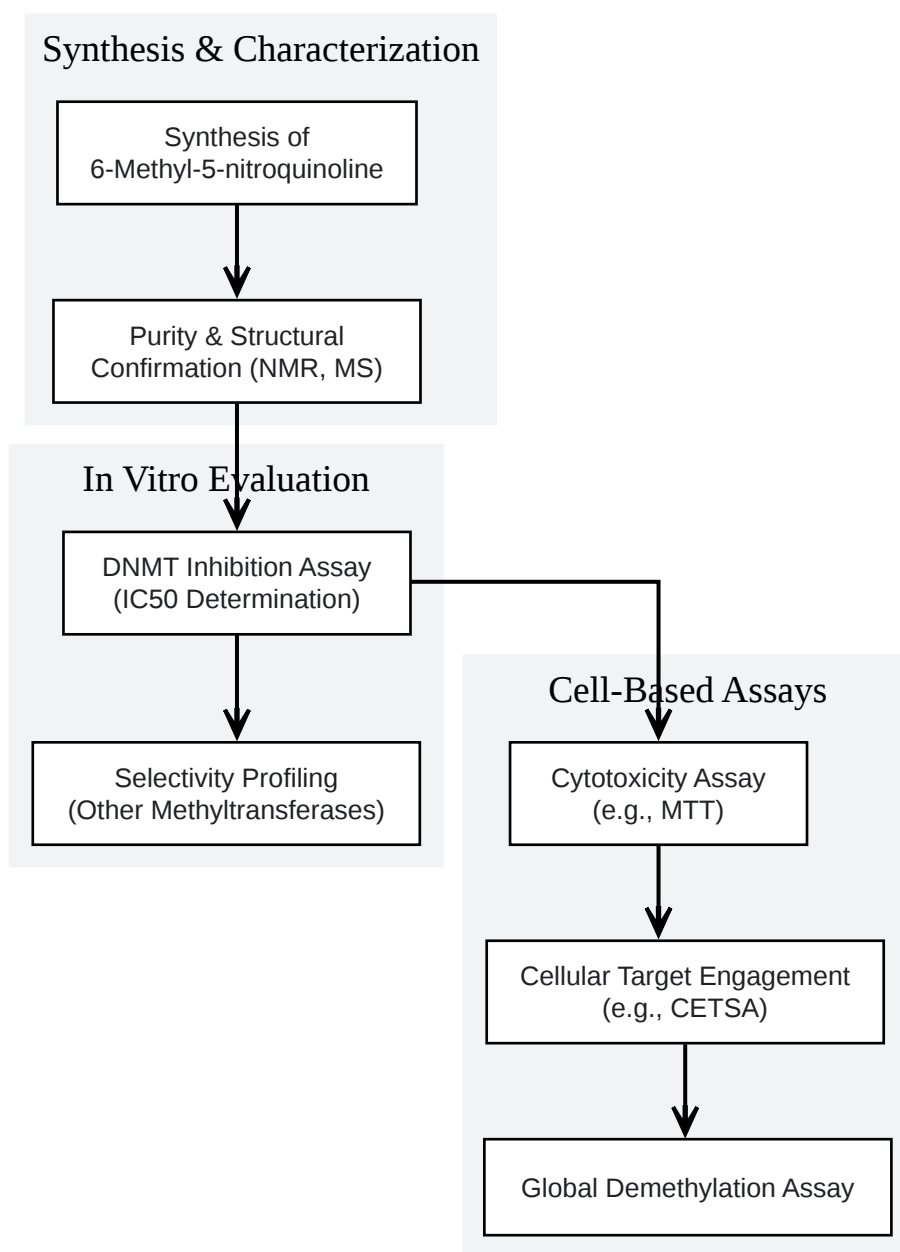 Synthesis & Characterization
Synthesis of
6-Methyl-5-nitroquinoline
Purity & Structural
Confirmation (NMR, MS)
In Vitro Evaluation
DNMT Inhibition Assay
(IC50 Determination)
Selectivity Profiling
(Other Methyltransferases)
Cell-Based Assays
Cytotoxicity Assay
(e.g., MTT)
Cellular Target Engagement
(e.g., CETSA)
Global Demethylation Assay